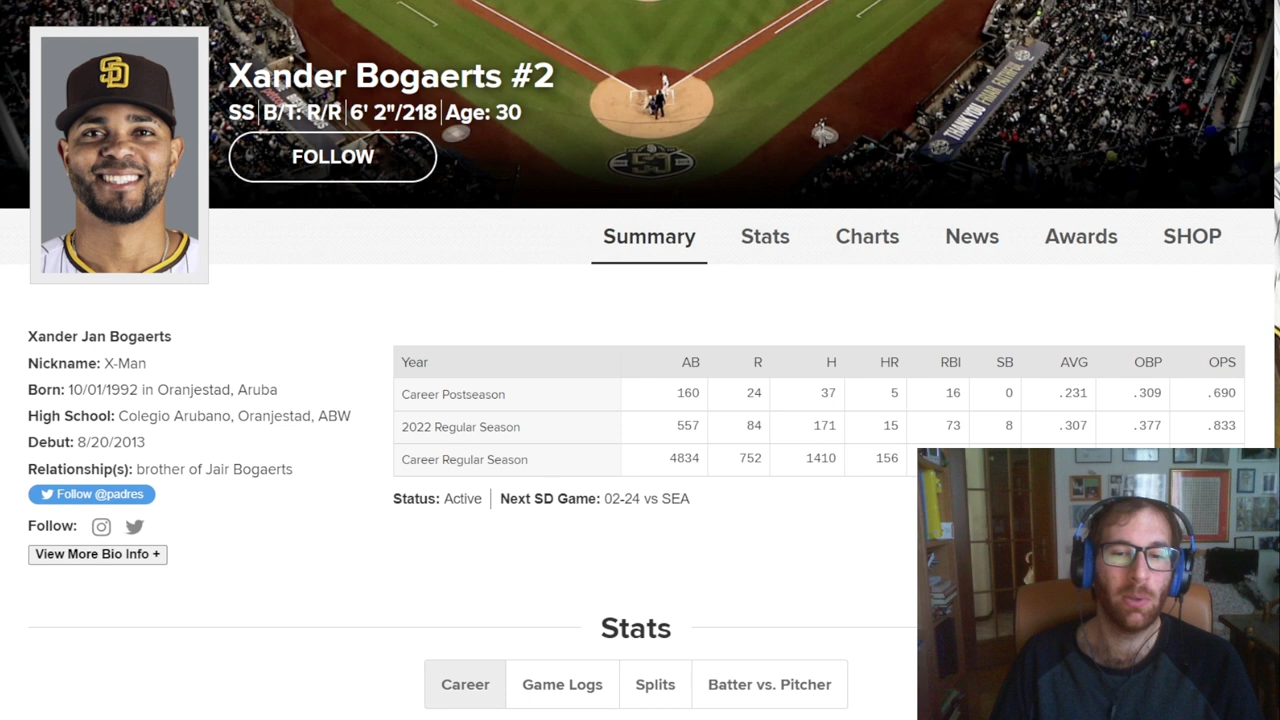 Xander Bogaerts #2
SS B/T: R/R 6' 2"/218 Age: 30
FOLLOW
SD
THANK YOU
50
Summary Stats Charts News Awards SHOP
Xander Jan Bogaerts
Nickname: X-Man
Born: 10/01/1992 in Oranjestad, Aruba
High School: Colegio Arubano, Oranjestad, ABW
Debut: 8/20/2013
Relationship(s): brother of Jair Bogaerts
Follow @padres
Follow:
View More Bio Info +
Year AB R H HR RBI SB AVG OBP OPS
Career Postseason 160 24 37 5 16 0 .231 .309 .690
2022 Regular Season 557 84 171 15 73 8 .307 .377 .833
Career Regular Season 4834 752 1410 156
Status: Active Next SD Game: 02-24 vs SEA
Stats
Career Game Logs Splits Batter vs. Pitcher